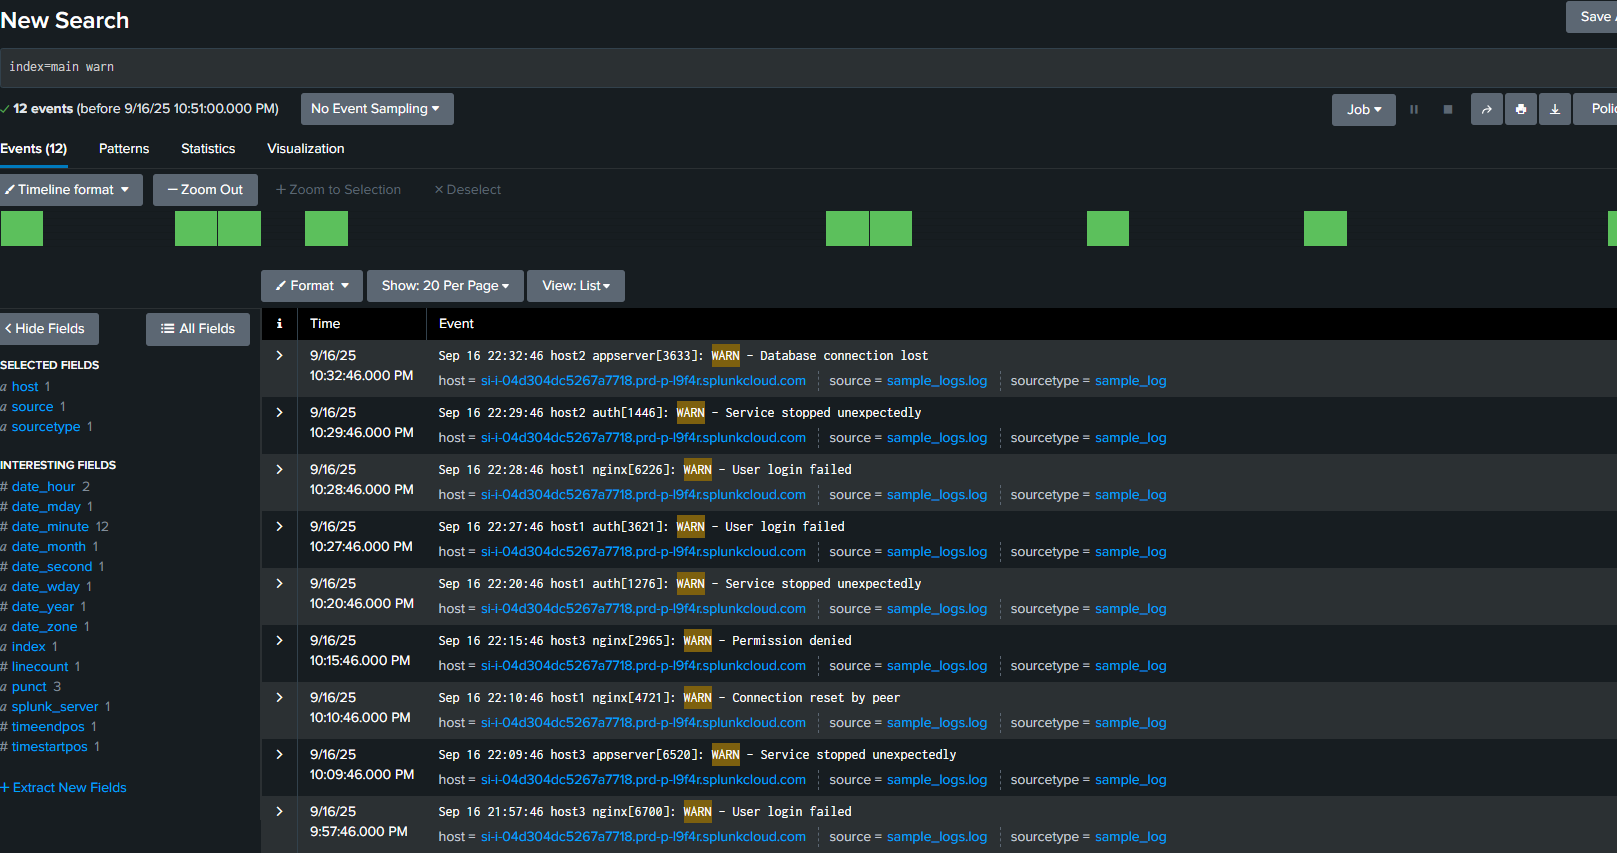 New Search
Save
index=main warn
12 events (before 9/16/25 10:51:00.000 PM)
No Event Sampling
Job
Events (12)
Patterns
Statistics
Visualization
Timeline format
– Zoom Out
+ Zoom to Selection
× Deselect
Format
Show: 20 Per Page
View: List
< Hide Fields
All Fields
i
Time
Event
SELECTED FIELDS
a host 1
a source 1
a sourcetype 1
INTERESTING FIELDS
# date_hour 2
# date_mday 1
# date_minute 12
a date_month 1
# date_second 1
a date_wday 1
# date_year 1
a date_zone 1
a index 1
# linecount 1
a punct 3
a splunk_server 1
# timeendpos 1
# timestartpos 1
+ Extract New Fields
9/16/25
10:32:46.000 PM
Sep 16 22:32:46 host2 appserver[3633]: WARN - Database connection lost
host = si-i-04d304dc5267a7718.prd-p-l9f4r.splunkcloud.com source = sample_logs.log sourcetype = sample_log
9/16/25
10:29:46.000 PM
Sep 16 22:29:46 host2 auth[1446]: WARN - Service stopped unexpectedly
host = si-i-04d304dc5267a7718.prd-p-l9f4r.splunkcloud.com source = sample_logs.log sourcetype = sample_log
9/16/25
10:28:46.000 PM
Sep 16 22:28:46 host1 nginx[6226]: WARN - User login failed
host = si-i-04d304dc5267a7718.prd-p-l9f4r.splunkcloud.com source = sample_logs.log sourcetype = sample_log
9/16/25
10:27:46.000 PM
Sep 16 22:27:46 host1 auth[3621]: WARN - User login failed
host = si-i-04d304dc5267a7718.prd-p-l9f4r.splunkcloud.com source = sample_logs.log sourcetype = sample_log
9/16/25
10:20:46.000 PM
Sep 16 22:20:46 host1 auth[1276]: WARN - Service stopped unexpectedly
host = si-i-04d304dc5267a7718.prd-p-l9f4r.splunkcloud.com source = sample_logs.log sourcetype = sample_log
9/16/25
10:15:46.000 PM
Sep 16 22:15:46 host3 nginx[2965]: WARN - Permission denied
host = si-i-04d304dc5267a7718.prd-p-l9f4r.splunkcloud.com source = sample_logs.log sourcetype = sample_log
9/16/25
10:10:46.000 PM
Sep 16 22:10:46 host1 nginx[4721]: WARN - Connection reset by peer
host = si-i-04d304dc5267a7718.prd-p-l9f4r.splunkcloud.com source = sample_logs.log sourcetype = sample_log
9/16/25
10:09:46.000 PM
Sep 16 22:09:46 host3 appserver[6520]: WARN - Service stopped unexpectedly
host = si-i-04d304dc5267a7718.prd-p-l9f4r.splunkcloud.com source = sample_logs.log sourcetype = sample_log
9/16/25
9:57:46.000 PM
Sep 16 21:57:46 host3 nginx[6700]: WARN - User login failed
host = si-i-04d304dc5267a7718.prd-p-l9f4r.splunkcloud.com source = sample_logs.log sourcetype = sample_log